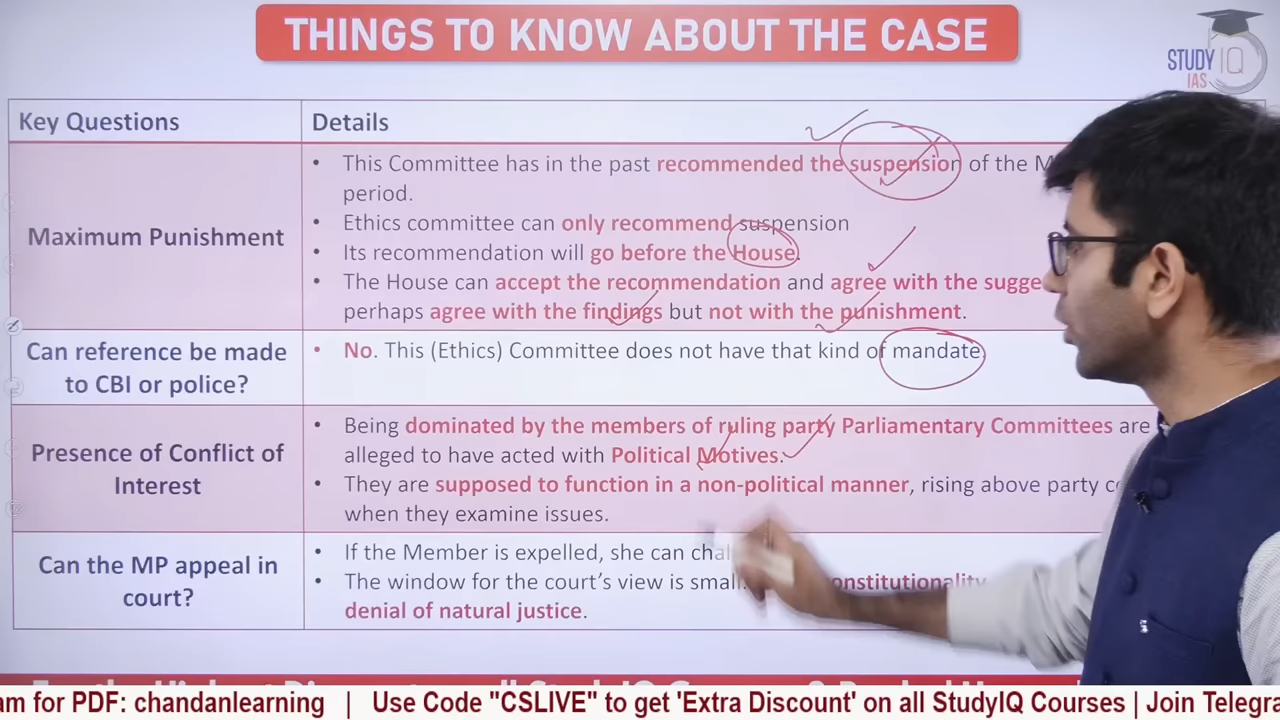 THINGS TO KNOW ABOUT THE CASE
STUDY IQ
IAS
Key Questions
Details
Maximum Punishment
• This Committee has in the past recommended the suspension of the
period.
• Ethics committee can only recommend suspension
• Its recommendation will go before the House.
• The House can accept the recommendation and agree with the
perhaps agree with the findings but not with the punishment.
Can reference be made
to CBI or police?
• No. This (Ethics) Committee does not have that kind of mandate.
Presence of Conflict of
Interest
• Being dominated by the members of ruling party Parliamentary Committees are
alleged to have acted with Political Motives.
• They are supposed to function in a non-political manner, rising above party
when they examine issues.
Can the MP appeal in
court?
• If the Member is expelled, she can
• The window for the court's view is small.
denial of natural justice.
for PDF: chandanlearning | Use Code "CSLIVE" to get 'Extra Discount' on all StudyIQ Courses | Join